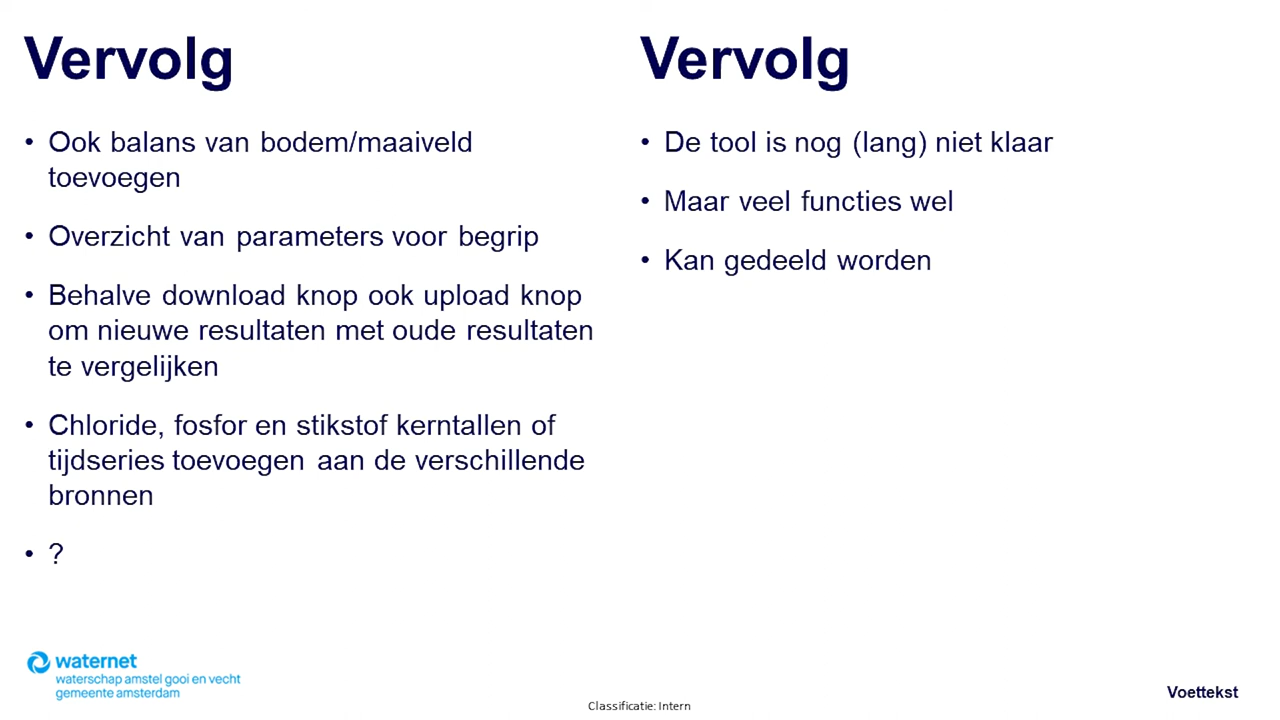 Vervolg
• Ook balans van bodem/maaiveld
toevoegen
• Overzicht van parameters voor begrip
• Behalve download knop ook upload knop
om nieuwe resultaten met oude resultaten
te vergelijken
• Chloride, fosfor en stikstof kerntallen of
tijdseries toevoegen aan de verschillende
bronnen
• ?
Vervolg
• De tool is nog (lang) niet klaar
• Maar veel functies wel
• Kan gedeeld worden
waternet
waterschap amstel gooi en vecht
gemeente amsterdam
Classificatie: Intern
Voettekst